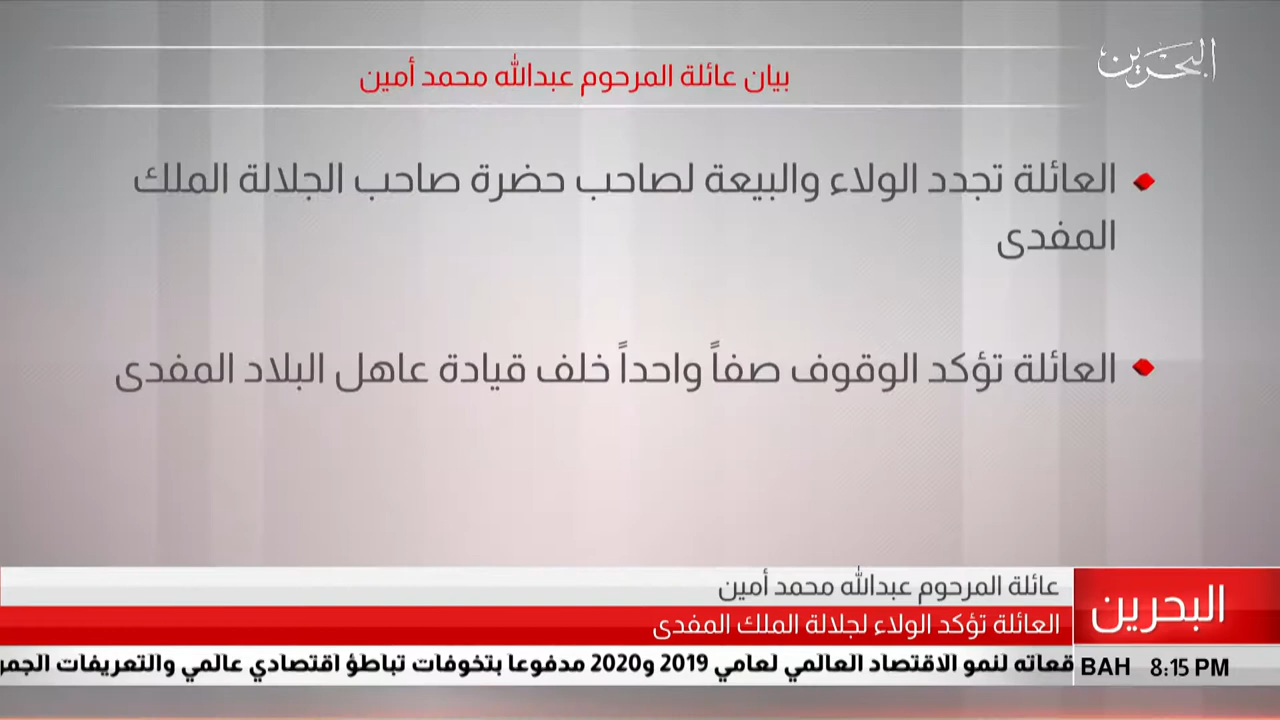 البحرين
بيان عائلة المرحوم عبدالله محمد أمين
العائلة تجدد الولاء والبيعة لصاحب حضرة صاحب الجلالة الملك
المفدى
العائلة تؤكد الوقوف صفاً واحداً خلف قيادة عاهل البلاد المفدى
عائلة المرحوم عبدالله محمد أمين
العائلة تؤكد الولاء لجلالة الملك المفدى
البحرين
قعاته لنمو الاقتصاد العالمي لعامي 2019 و2020 مدفوعا بتخوفات تباطؤ اقتصادي عالمي والتعريفات الجمر
BAH 8:15 PM